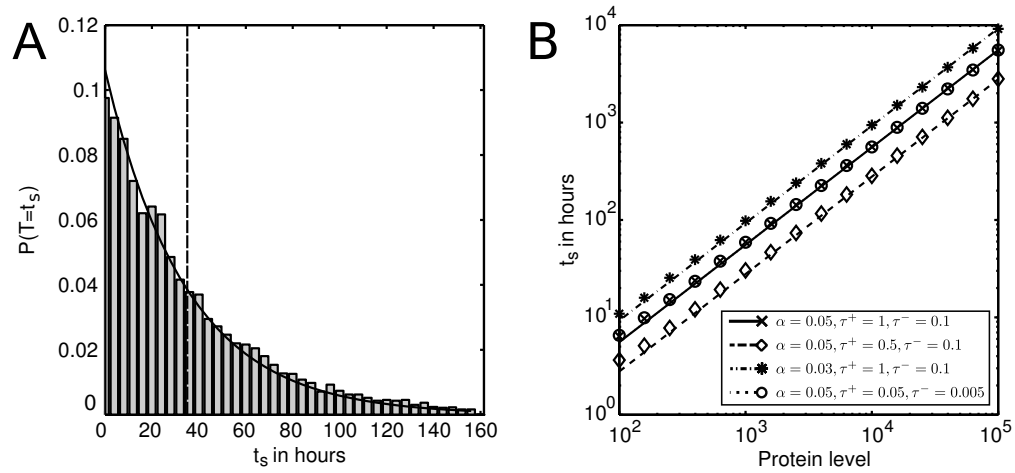 A
0.12
0.1
0.08
0.06
0.04
0.02
0
P(T=t_s)
0 20 40 60 80 100 120 140 160
t_s in hours
B
10^4
10^3
10^2
10^1
10^0
t_s in hours
α = 0.05, τ^+ = 1, τ^- = 0.1
α = 0.05, τ^+ = 0.5, τ^- = 0.1
α = 0.03, τ^+ = 1, τ^- = 0.1
α = 0.05, τ^+ = 0.05, τ^- = 0.005
10^2 10^3 10^4 10^5
Protein level